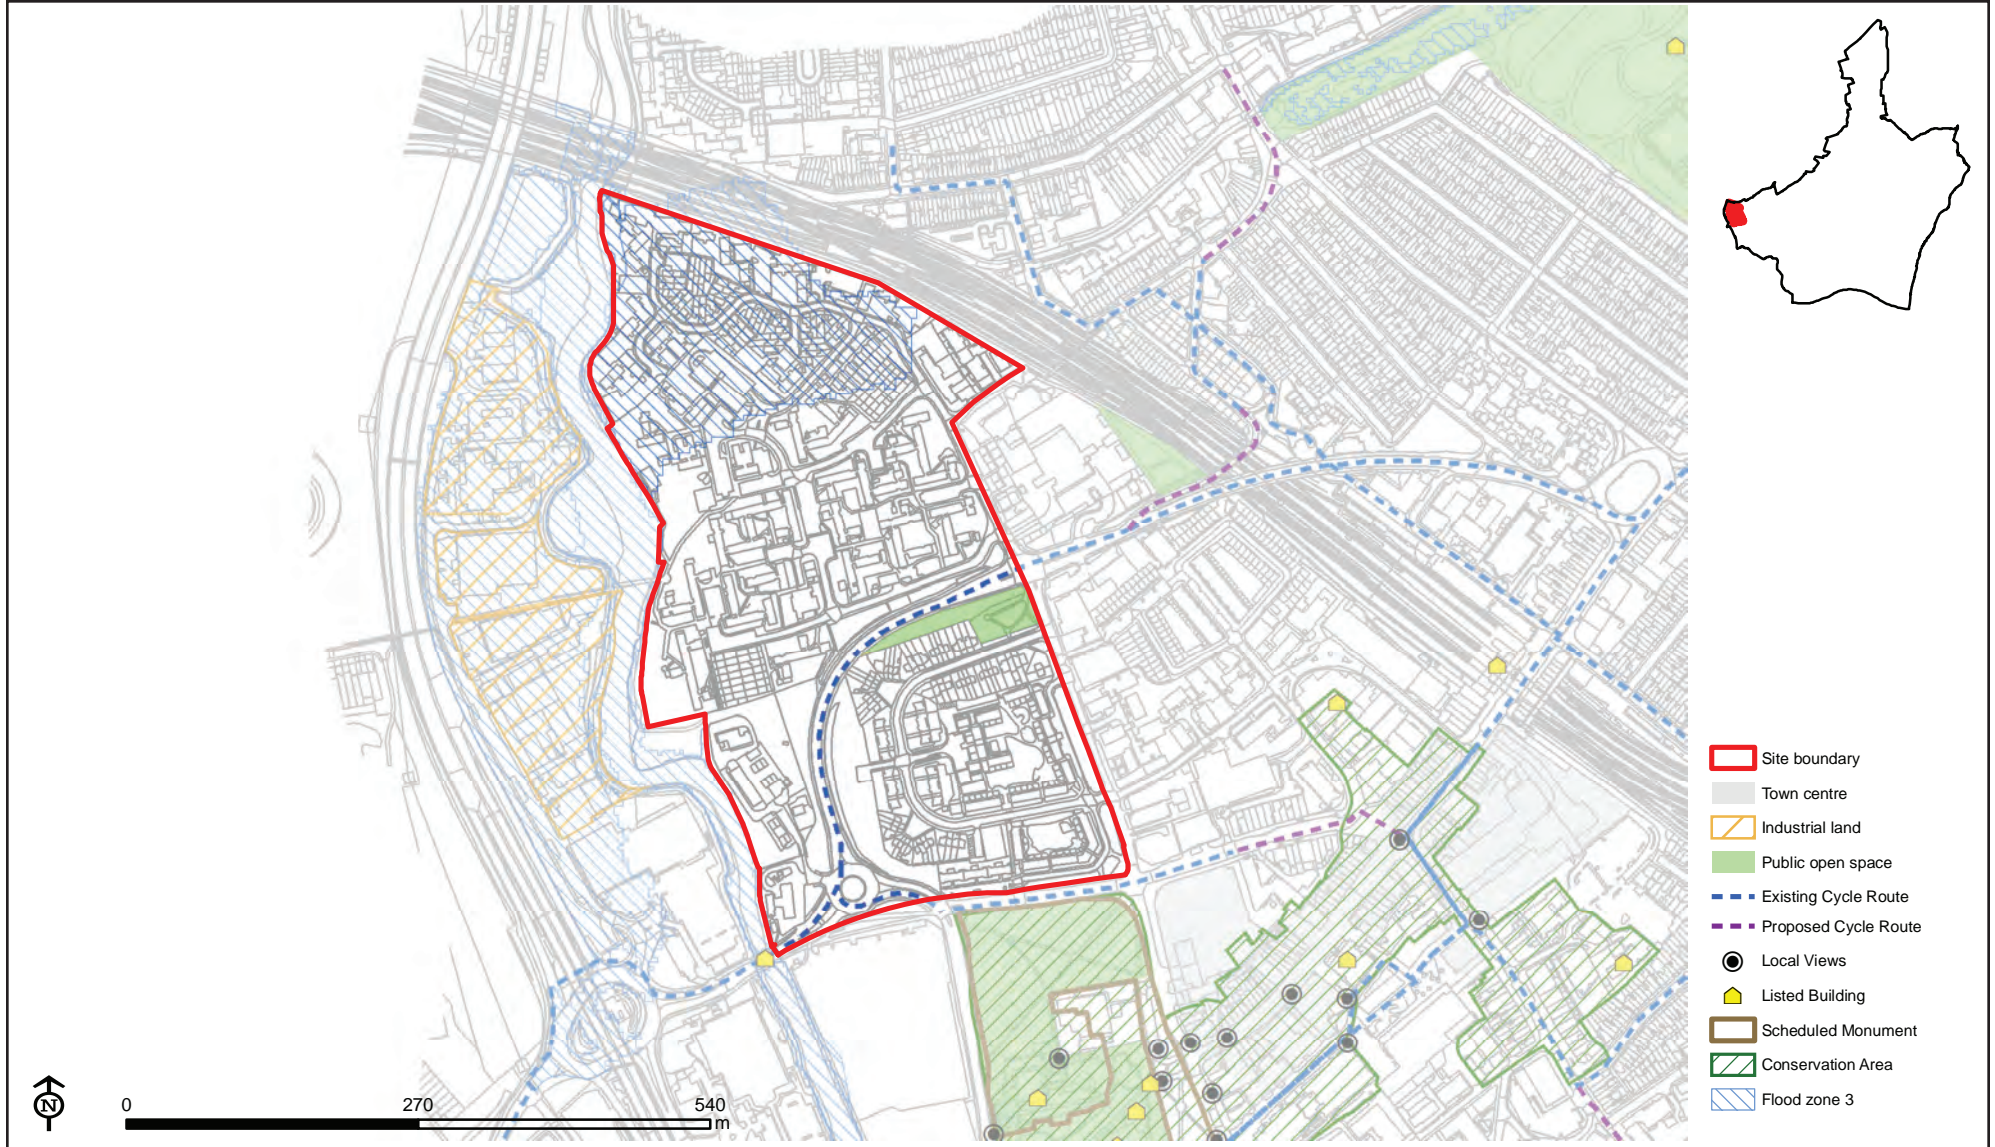 Site boundary
Town centre
Industrial land
Public open space
Existing Cycle Route
Proposed Cycle Route
Local Views
Listed Building
Scheduled Monument
Conservation Area
Flood zone 3
N
0 270 540
m